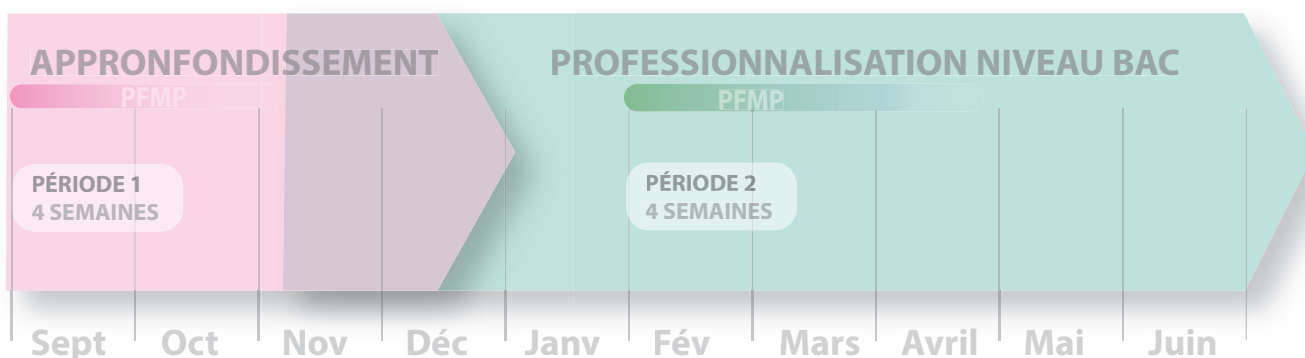 APPRONFONDISSEMENT
PROFESSIONNALISATION NIVEAU BAC
PFMP
PFMP
PÉRIODE 1
4 SEMAINES
PÉRIODE 2
4 SEMAINES
Sept Oct Nov Déc Janv Fév Mars Avril Mai Juin